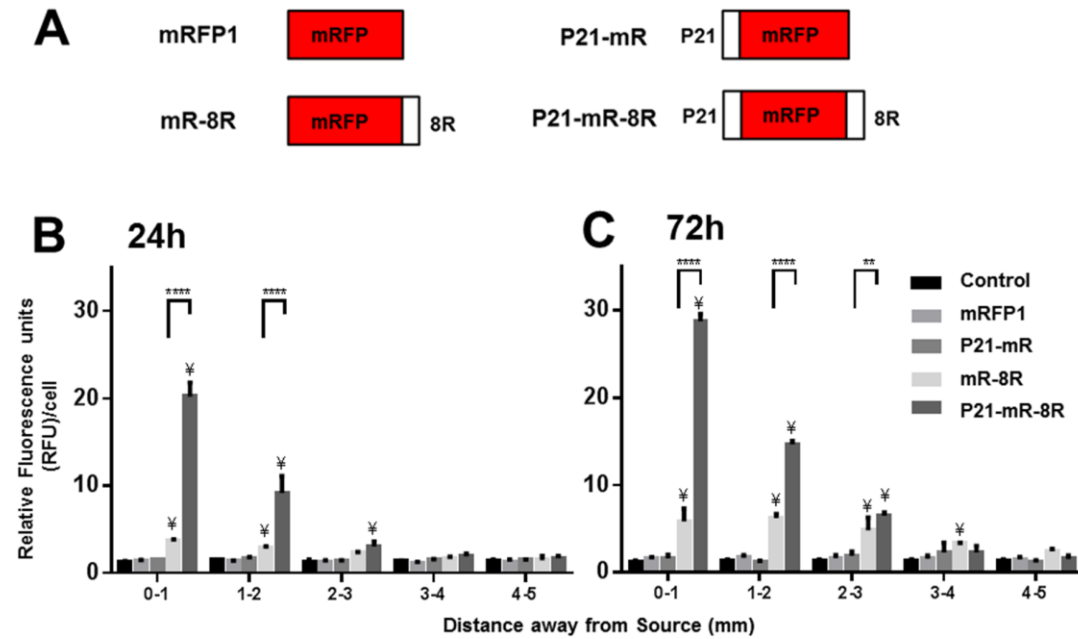 A
mRFP1 mRFP P21-mR P21 mRFP
mR-8R mRFP 8R P21-mR-8R P21 mRFP 8R
B 24h
Relative Fluorescence units
(RFU)/cell
30
20
10
0
**** ****
¥ ¥ ¥ ¥ ¥
0-1 1-2 2-3 3-4 4-5
C 72h
30
20
10
0
**** **** **
¥ ¥ ¥ ¥ ¥ ¥ ¥
0-1 1-2 2-3 3-4 4-5
Control
mRFP1
P21-mR
mR-8R
P21-mR-8R
Distance away from Source (mm)